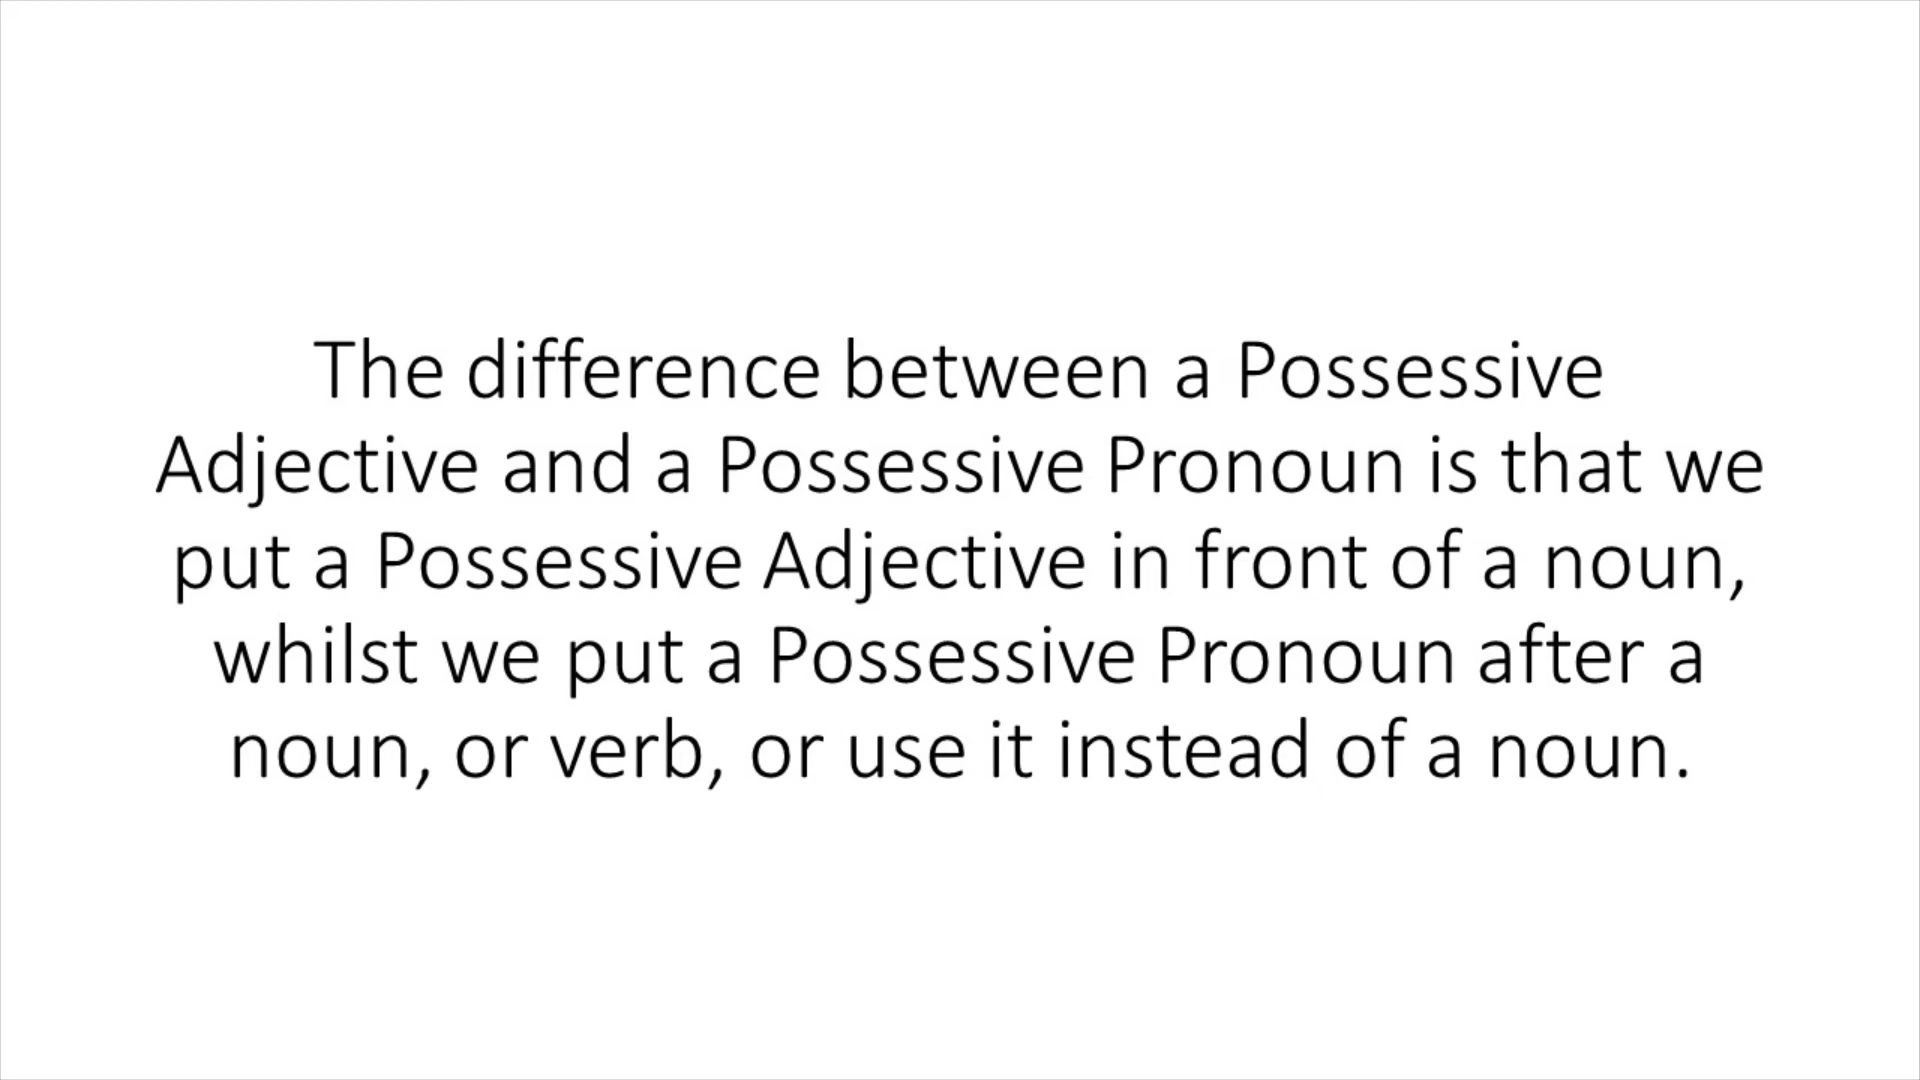 The difference between a Possessive
Adjective and a Possessive Pronoun is that we
put a Possessive Adjective in front of a noun,
whilst we put a Possessive Pronoun after a
noun, or verb, or use it instead of a noun.